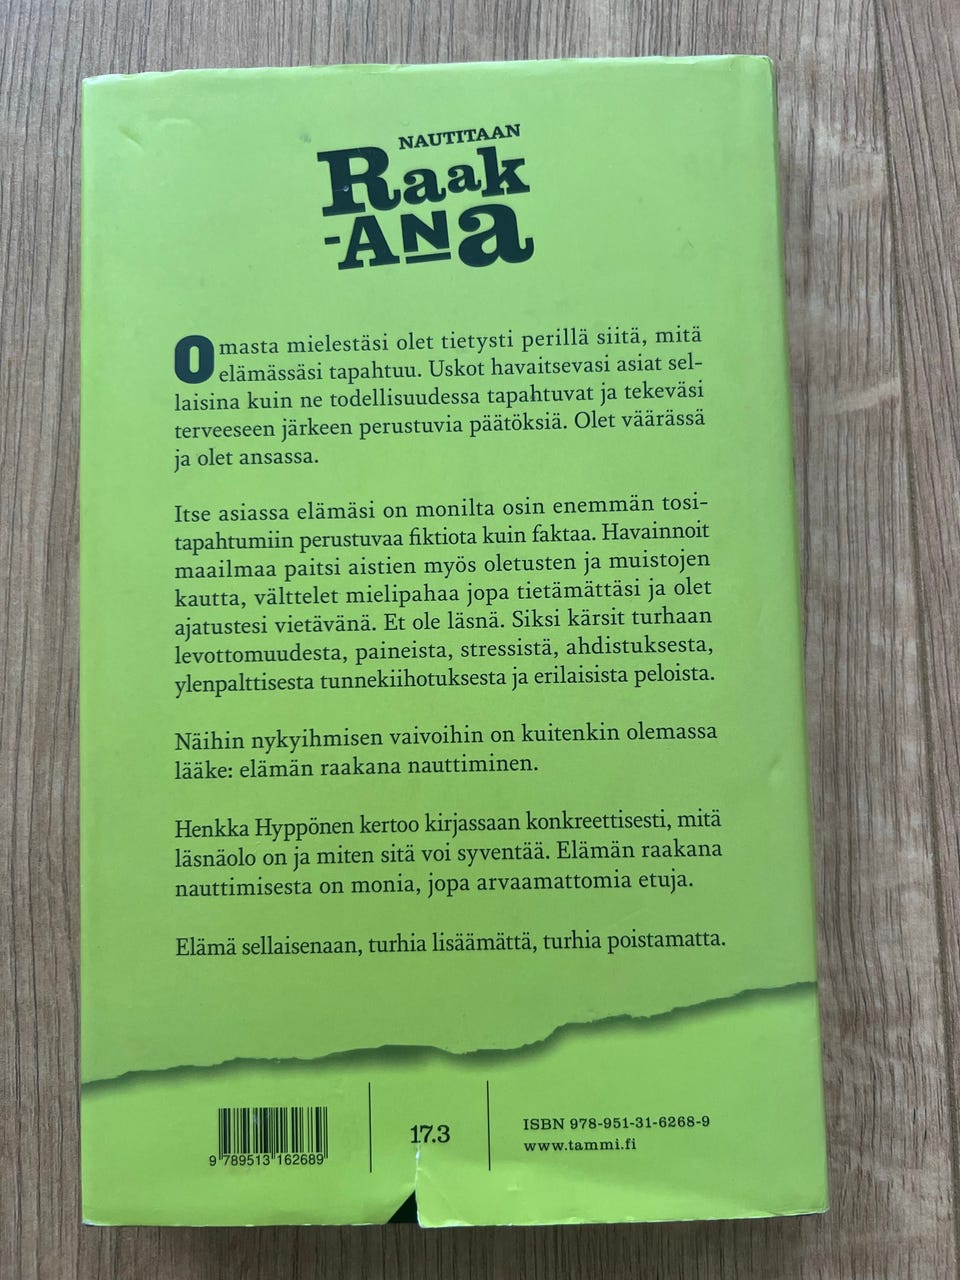 NAUTITAAN
Raak
-ANa
Omasta mielestäsi olet tietysti perillä siitä, mitä
elämässäsi tapahtuu. Uskot havaitsevasi asiat sel-
laisina kuin ne todellisuudessa tapahtuvat ja tekeväsi
terveeseen järkeen perustuvia päätöksiä. Olet väärässä
ja olet ansassa.
Itse asiassa elämäsi on monilta osin enemmän tosi-
tapahtumiin perustuvaa fiktiota kuin faktaa. Havainnoit
maailmaa paitsi aistien myös oletusten ja muistojen
kautta, välttelet mielipahaa jopa tietämättäsi ja olet
ajatustesi vietävänä. Et ole läsnä. Siksi kärsit turhaan
levottomuudesta, paineista, stressistä, ahdistuksesta,
ylenpalttisesta tunnekiihotuksesta ja erilaisista peloista.
Näihin nykyihmisen vaivoihin on kuitenkin olemassa
lääke: elämän raakana nauttiminen.
Henkka Hyppönen kertoo kirjassaan konkreettisesti, mitä
läsnäolo on ja miten sitä voi syventää. Elämän raakana
nauttimisesta on monia, jopa arvaamattomia etuja.
Elämä sellaisenaan, turhia lisäämättä, turhia poistamatta.
9 789513 162689
17.3
ISBN 978-951-31-6268-9
www.tammi.fi